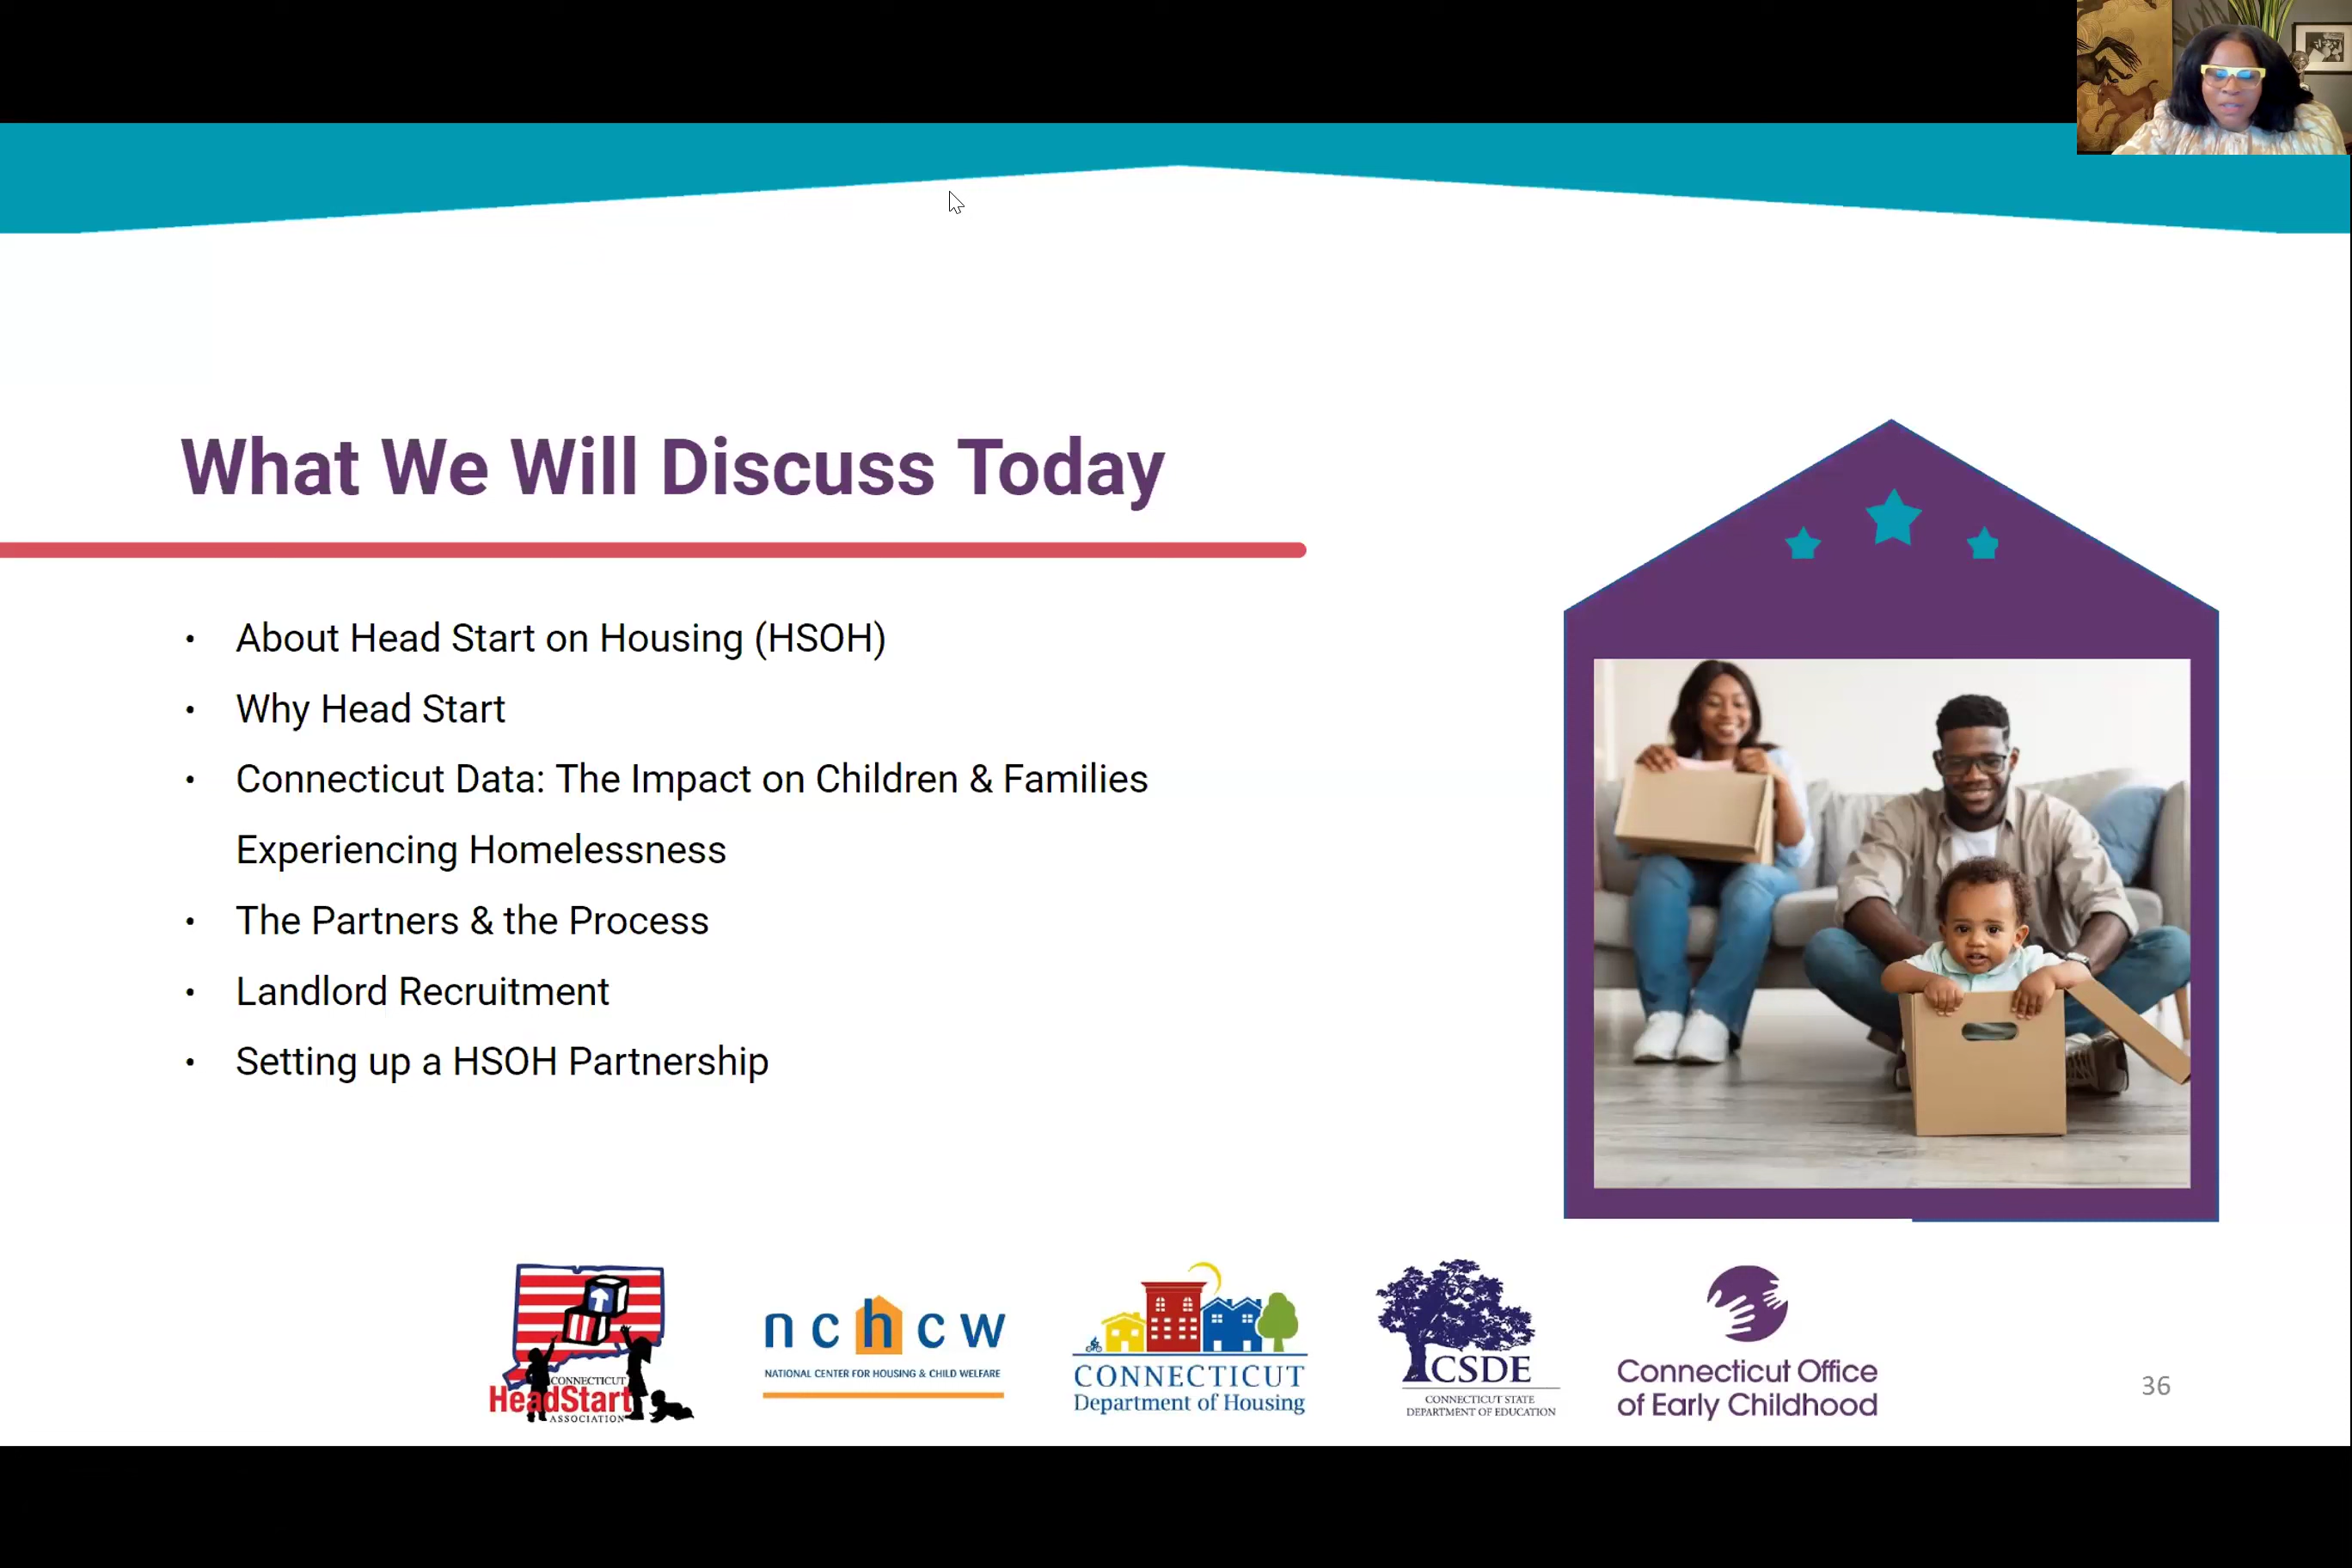 What We Will Discuss Today
• About Head Start on Housing (HSOH)
• Why Head Start
• Connecticut Data: The Impact on Children & Families
Experiencing Homelessness
• The Partners & the Process
• Landlord Recruitment
• Setting up a HSOH Partnership
CONNECTICUT
HeadStart
ASSOCIATION
nchcw
NATIONAL CENTER FOR HOUSING & CHILD WELFARE
CONNECTICUT
Department of Housing
CSDE
CONNECTICUT STATE
DEPARTMENT OF EDUCATION
Connecticut Office
of Early Childhood
36